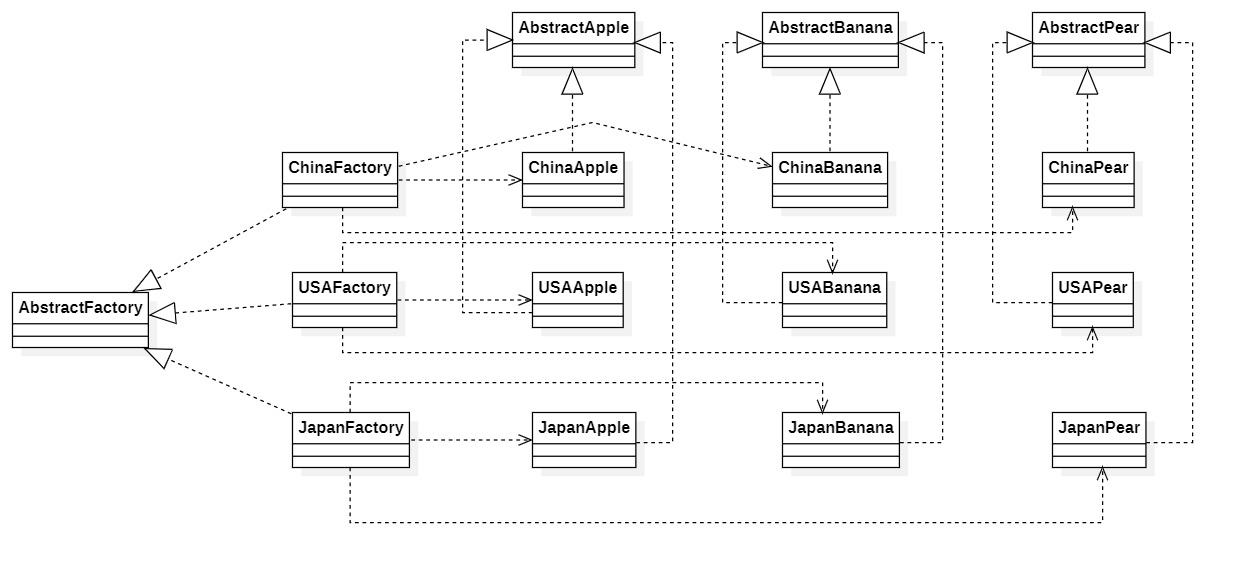 AbstractApple
AbstractBanana
AbstractPear
ChinaFactory
ChinaApple
ChinaBanana
ChinaPear
AbstractFactory
USAFactory
USAApple
USABanana
USAPear
JapanFactory
JapanApple
JapanBanana
JapanPear